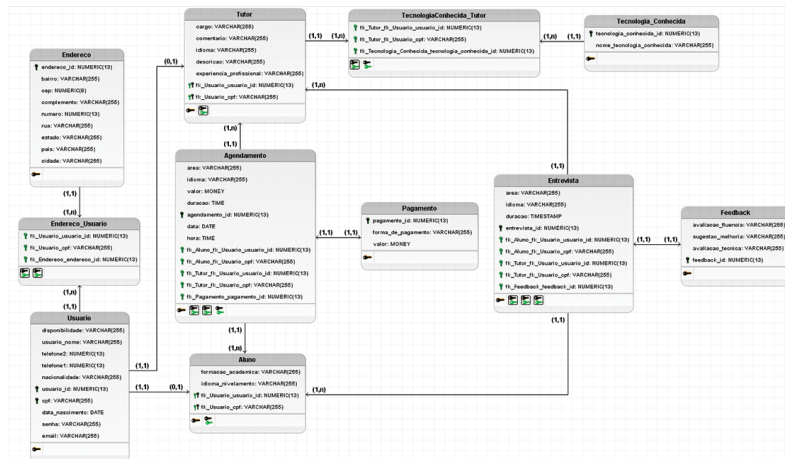 Tutor
cargo: VARCHAR(255)
comentario: VARCHAR(255)
idioma: VARCHAR(255)
descricao: VARCHAR(255)
experiencia_profissional: VARCHAR(255)
fk_Usuario_usuario_id: NUMERIC(13)
fk_Usuario_cpf: VARCHAR(255)
(1,1)
(1,n)
TecnologiaConhecida_Tutor
fk_Tutor_fk_Usuario_usuario_id: NUMERIC(13)
fk_Tutor_fk_Usuario_cpf: VARCHAR(255)
fk_Tecnologia_Conhecida_tecnologia_conhecida_id: NUMERIC(13)
(1,n)
(1,1)
Tecnologia_Conhecida
tecnologia_conhecida_id: NUMERIC(13)
nome_tecnologia_conhecida: VARCHAR(255)
Endereco
endereco_id: NUMERIC(13)
bairro: VARCHAR(255)
cep: NUMERIC(8)
complemento: VARCHAR(255)
numero: NUMERIC(13)
rua: VARCHAR(255)
estado: VARCHAR(255)
pais: VARCHAR(255)
cidade: VARCHAR(255)
(0,1)
(1,n)
(1,n)
(1,1)
Agendamento
area: VARCHAR(255)
idioma: VARCHAR(255)
valor: MONEY
duracao: TIME
agendamento_id: NUMERIC(13)
data: DATE
hora: TIME
fk_Aluno_fk_Usuario_usuario_id: NUMERIC(13)
fk_Aluno_fk_Usuario_cpf: VARCHAR(255)
fk_Tutor_fk_Usuario_usuario_id: NUMERIC(13)
fk_Tutor_fk_Usuario_cpf: VARCHAR(255)
fk_Pagamento_pagamento_id: NUMERIC(13)
(1,1)
(1,1)
Pagamento
pagamento_id: NUMERIC(13)
forma_de_pagamento: VARCHAR(255)
valor: MONEY
(1,1)
Entrevista
area: VARCHAR(255)
idioma: VARCHAR(255)
duracao: TIMESTAMP
entrevista_id: NUMERIC(13)
fk_Aluno_fk_Usuario_usuario_id: NUMERIC(13)
fk_Aluno_fk_Usuario_cpf: VARCHAR(255)
fk_Tutor_fk_Usuario_usuario_id: NUMERIC(13)
fk_Tutor_fk_Usuario_cpf: VARCHAR(255)
fk_Feedback_feedback_id: NUMERIC(13)
(1,1)
(1,1)
Feedback
avaliacao_fluencia: VARCHAR(255)
sugestao_melhoria: VARCHAR(255)
avaliacao_tecnica: VARCHAR(255)
feedback_id: NUMERIC(13)
(1,1)
(1,n)
Endereco_Usuario
fk_Usuario_usuario_id: NUMERIC(13)
fk_Usuario_cpf: VARCHAR(255)
fk_Endereco_endereco_id: NUMERIC(13)
(1,n)
(1,1)
Usuario
disponibilidade: VARCHAR(255)
usuario_nome: VARCHAR(255)
telefone2: NUMERIC(13)
telefone1: NUMERIC(13)
nacionalidade: VARCHAR(255)
usuario_id: NUMERIC(13)
cpf: VARCHAR(255)
data_nascimento: DATE
senha: VARCHAR(255)
email: VARCHAR(255)
(1,1)
(1,1)
(0,1)
(1,1)
(1,n)
Aluno
formacao_academica: VARCHAR(255)
idioma_nivelamento: VARCHAR(255)
fk_Usuario_usuario_id: NUMERIC(13)
fk_Usuario_cpf: VARCHAR(255)
(1,n)
(1,1)